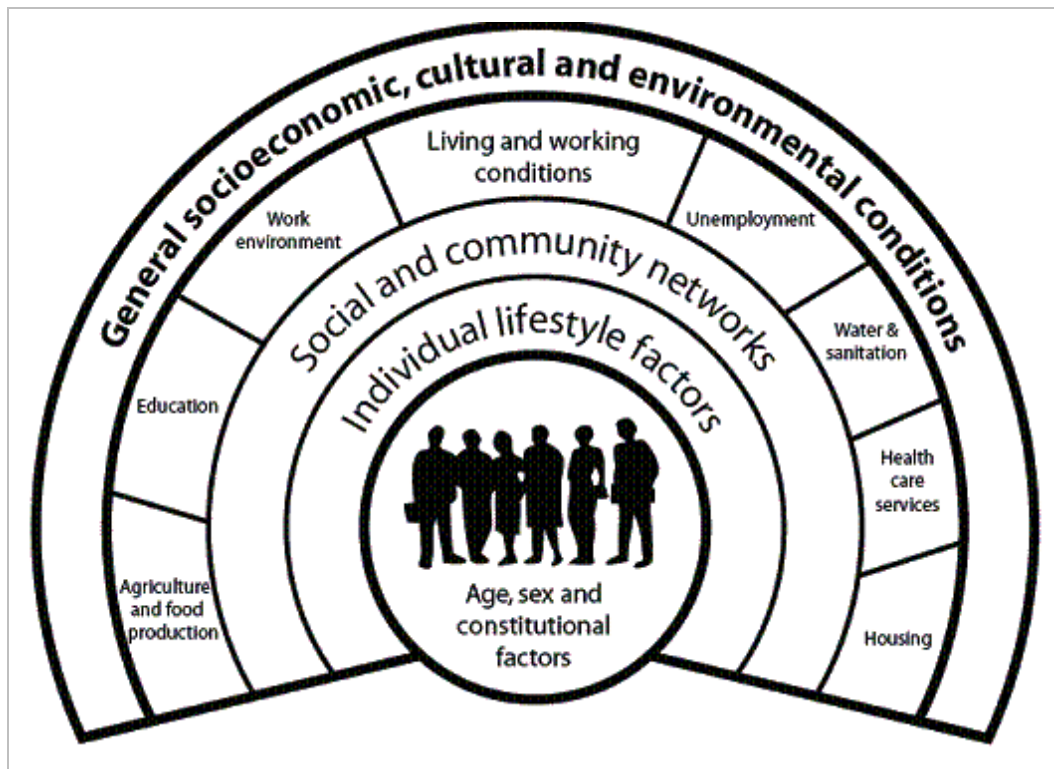 General socioeconomic, cultural and environmental conditions
Living and working
conditions
Work
environment
Unemployment
Education
Water &
sanitation
Agriculture
and food
production
Health
care
services
Housing
Social and community networks
Individual lifestyle factors
Age, sex and
constitutional
factors